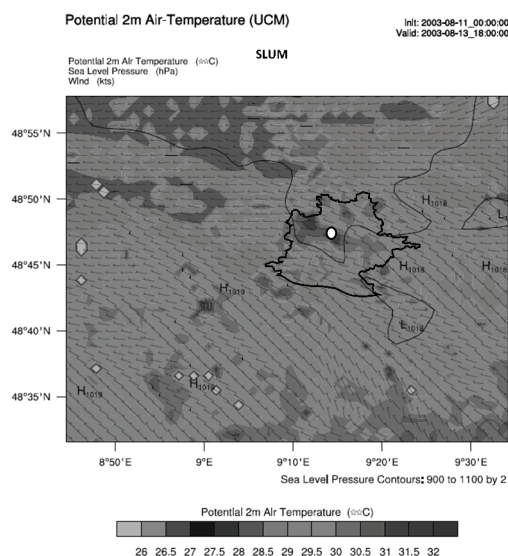 Potential 2m Air-Temperature (UCM)
Init: 2003-08-11_00:00:00
Valid: 2003-08-13_18:00:00
SLUM
Potential 2m Air Temperature (☆☆C)
Sea Level Pressure (hPa)
Wind (kts)
48°55'N
48°50'N
48°45'N
48°40'N
48°35'N
H1018
L
H1018
H1018
H1019
L1018
H1019
H1019
8°50'E 9°E 9°10'E 9°20'E 9°30'E
Sea Level Pressure Contours: 900 to 1100 by 2
Potential 2m Air Temperature (☆☆C)
26 26.5 27 27.5 28 28.5 29 29.5 30 30.5 31 31.5 32